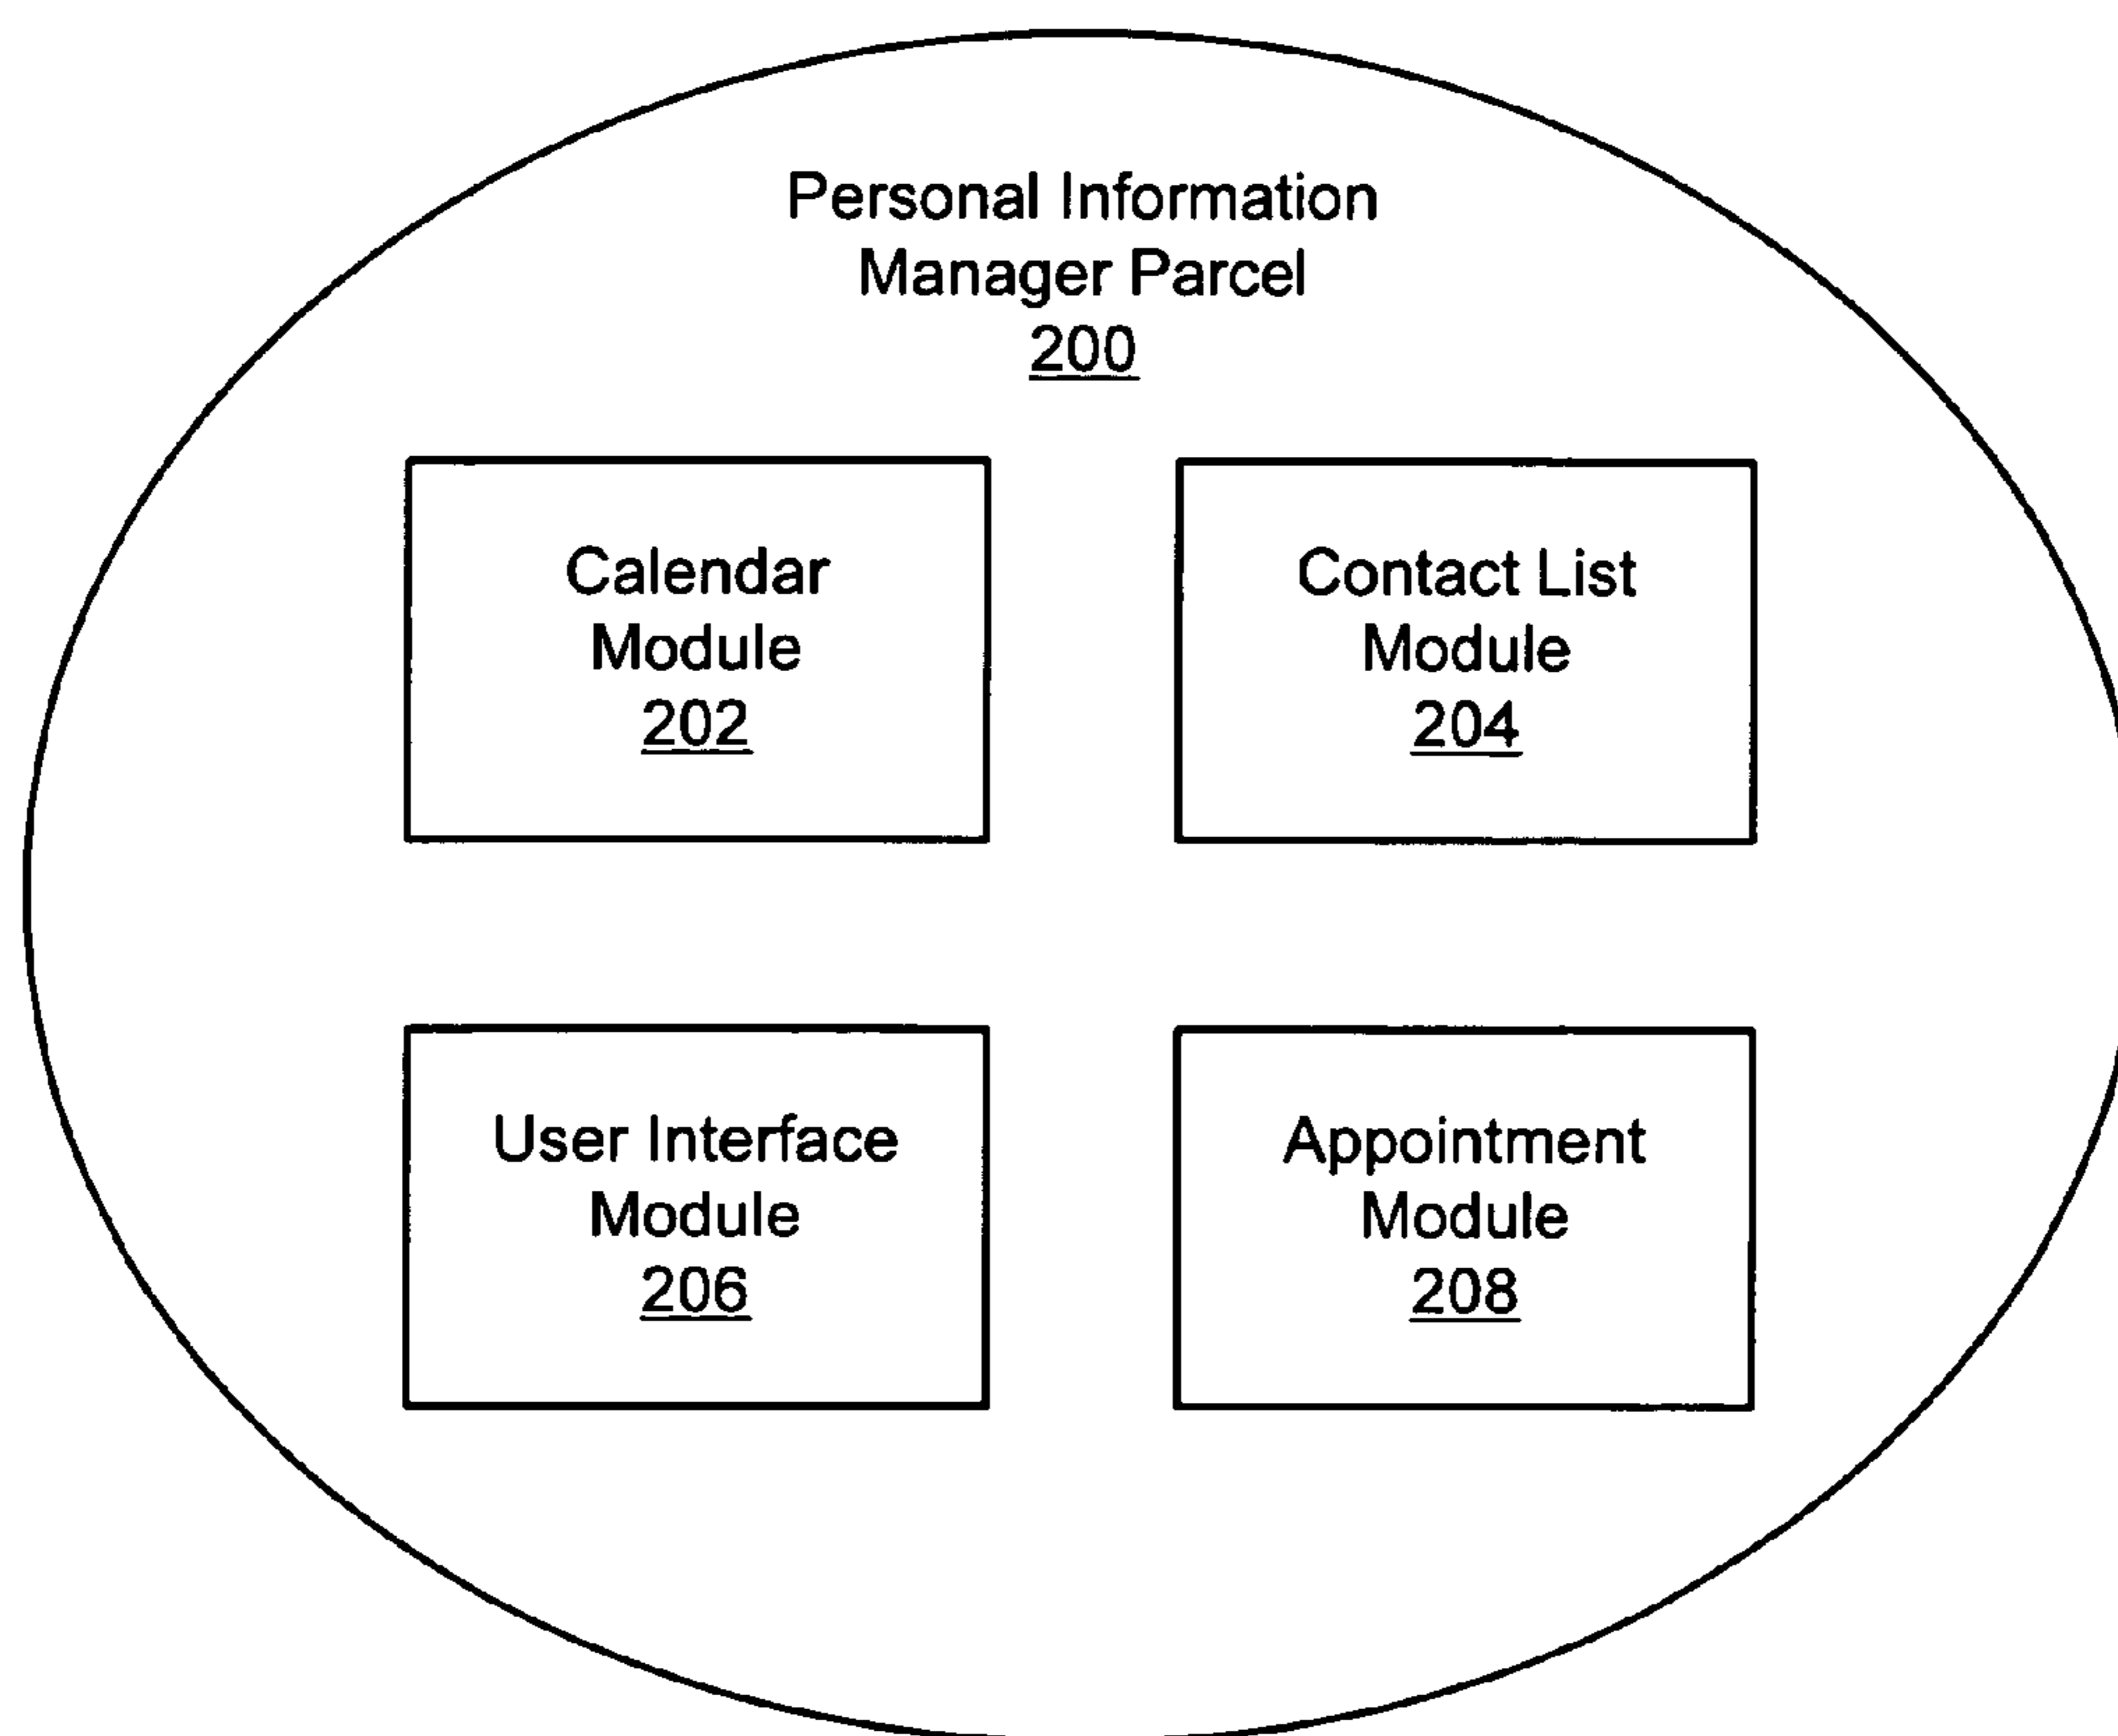 Personal Information
Manager Parcel
200
Calendar
Module
202
Contact List
Module
204
User Interface
Module
206
Appointment
Module
208